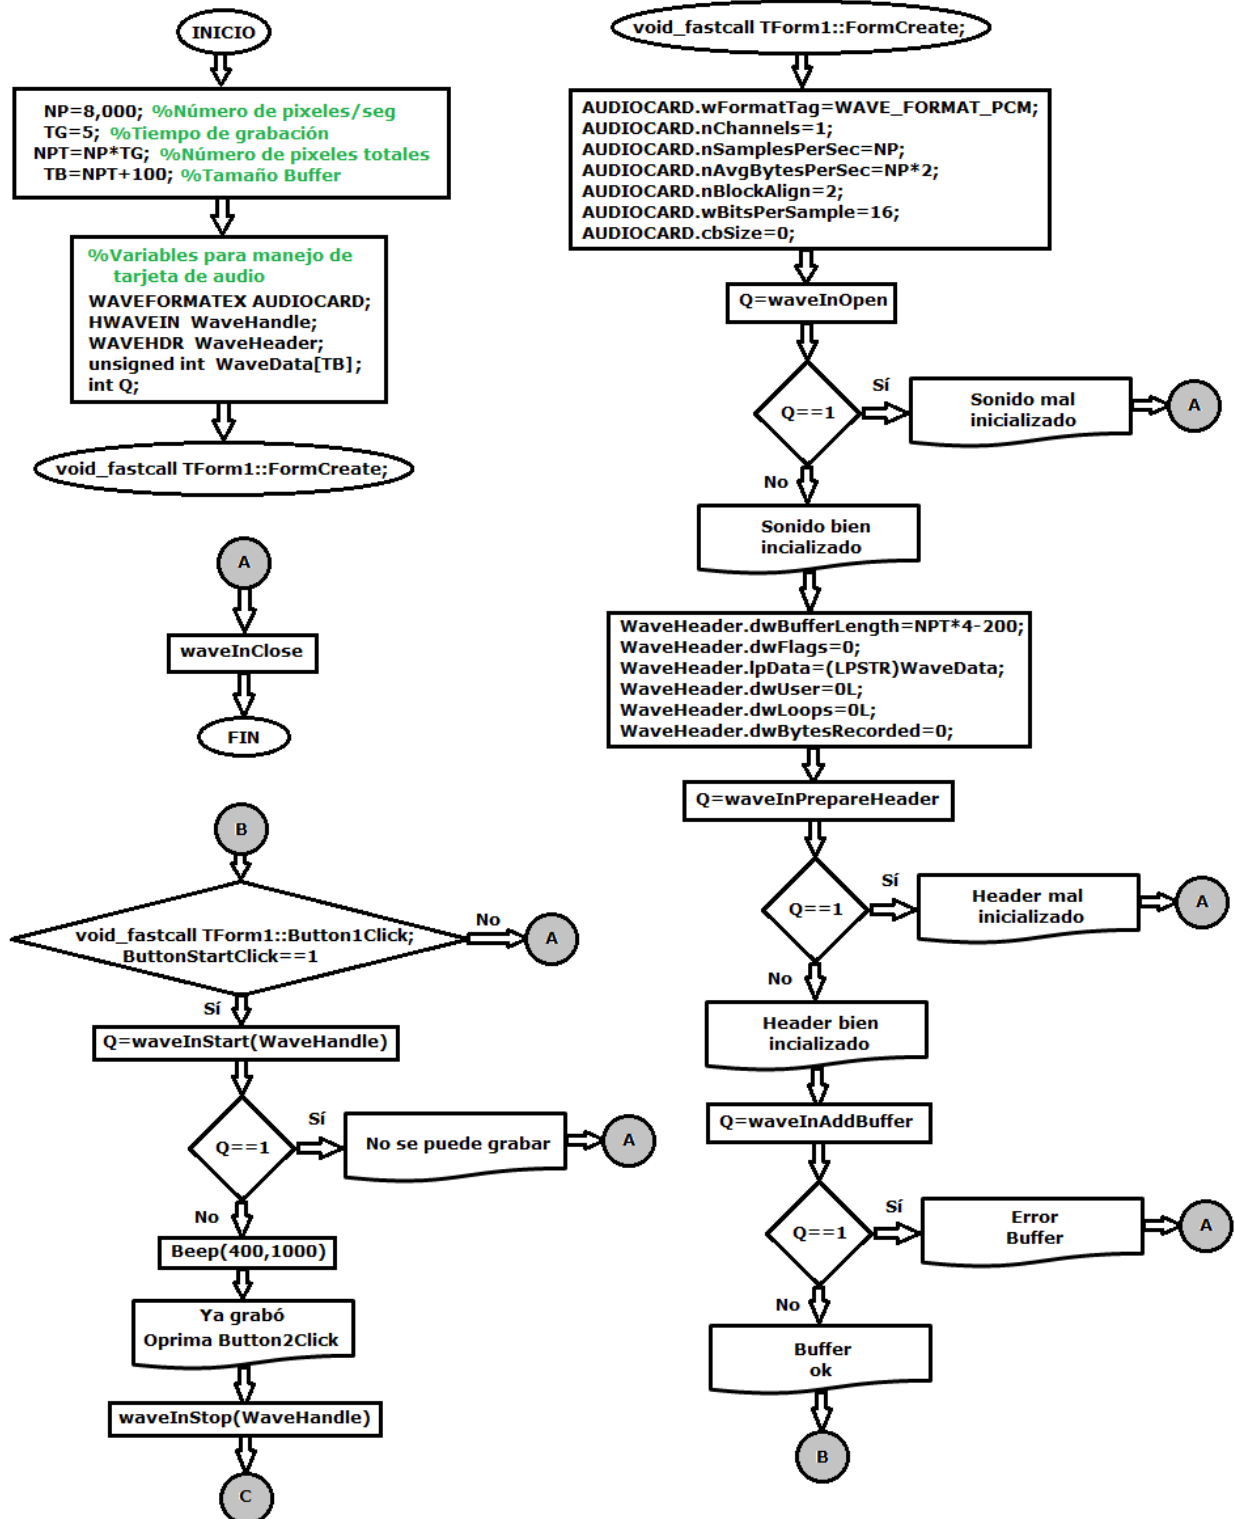 INICIO
NP=8,000; %Número de pixeles/seg
TG=5; %Tiempo de grabación
NPT=NP*TG; %Número de pixeles totales
TB=NPT+100; %Tamaño Buffer
%Variables para manejo de
tarjeta de audio
WAVEFORMATEX AUDIOCARD;
HWAVEIN WaveHandle;
WAVEHDR WaveHeader;
unsigned int WaveData[TB];
int Q;
void_fastcall TForm1::FormCreate;
A
waveInClose
FIN
B
void_fastcall TForm1::Button1Click;
ButtonStartClick==1
No
A
Sí
Q=waveInStart(WaveHandle)
Q==1
Sí
No se puede grabar
A
No
Beep(400,1000)
Ya grabó
Oprima Button2Click
waveInStop(WaveHandle)
C
void_fastcall TForm1::FormCreate;
AUDIOCARD.wFormatTag=WAVE_FORMAT_PCM;
AUDIOCARD.nChannels=1;
AUDIOCARD.nSamplesPerSec=NP;
AUDIOCARD.nAvgBytesPerSec=NP*2;
AUDIOCARD.nBlockAlign=2;
AUDIOCARD.wBitsPerSample=16;
AUDIOCARD.cbSize=0;
Q=waveInOpen
Q==1
Sí
Sonido mal
inicializado
A
No
Sonido bien
incializado
WaveHeader.dwBufferLength=NPT*4-200;
WaveHeader.dwFlags=0;
WaveHeader.lpData=(LPSTR)WaveData;
WaveHeader.dwUser=0L;
WaveHeader.dwLoops=0L;
WaveHeader.dwBytesRecorded=0;
Q=waveInPrepareHeader
Q==1
Sí
Header mal
inicializado
A
No
Header bien
incializado
Q=waveInAddBuffer
Q==1
Sí
Error
Buffer
A
No
Buffer
ok
B